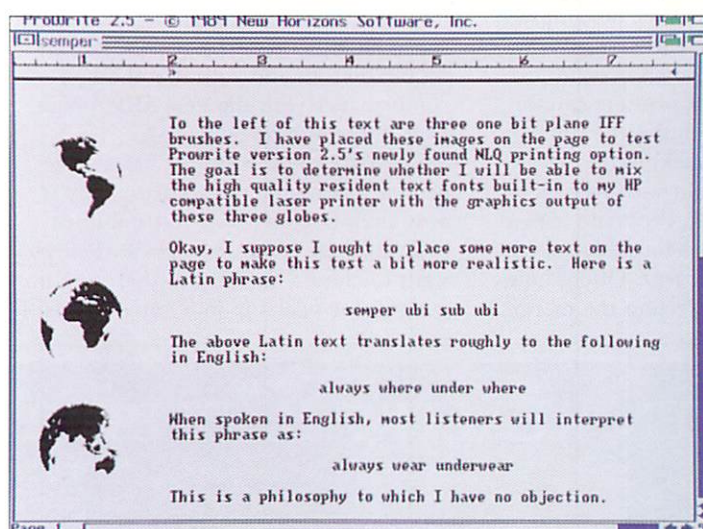 ProWrite 2.5 - © 1989 New Horizons Software, Inc.
semper
1 2 3 4 5 6 7
To the left of this text are three one bit plane IFF
brushes. I have placed these images on the page to test
Prowrite version 2.5's newly found NLQ printing option.
The goal is to determine whether I will be able to mix
the high quality resident text fonts built-in to my HP
compatible laser printer with the graphics output of
these three globes.
Okay, I suppose I ought to place some more text on the
page to make this test a bit more realistic. Here is a
Latin phrase:
semper ubi sub ubi
The above Latin text translates roughly to the following
in English:
always where under where
When spoken in English, most listeners will interpret
this phrase as:
always wear underwear
This is a philosophy to which I have no objection.
Page 1